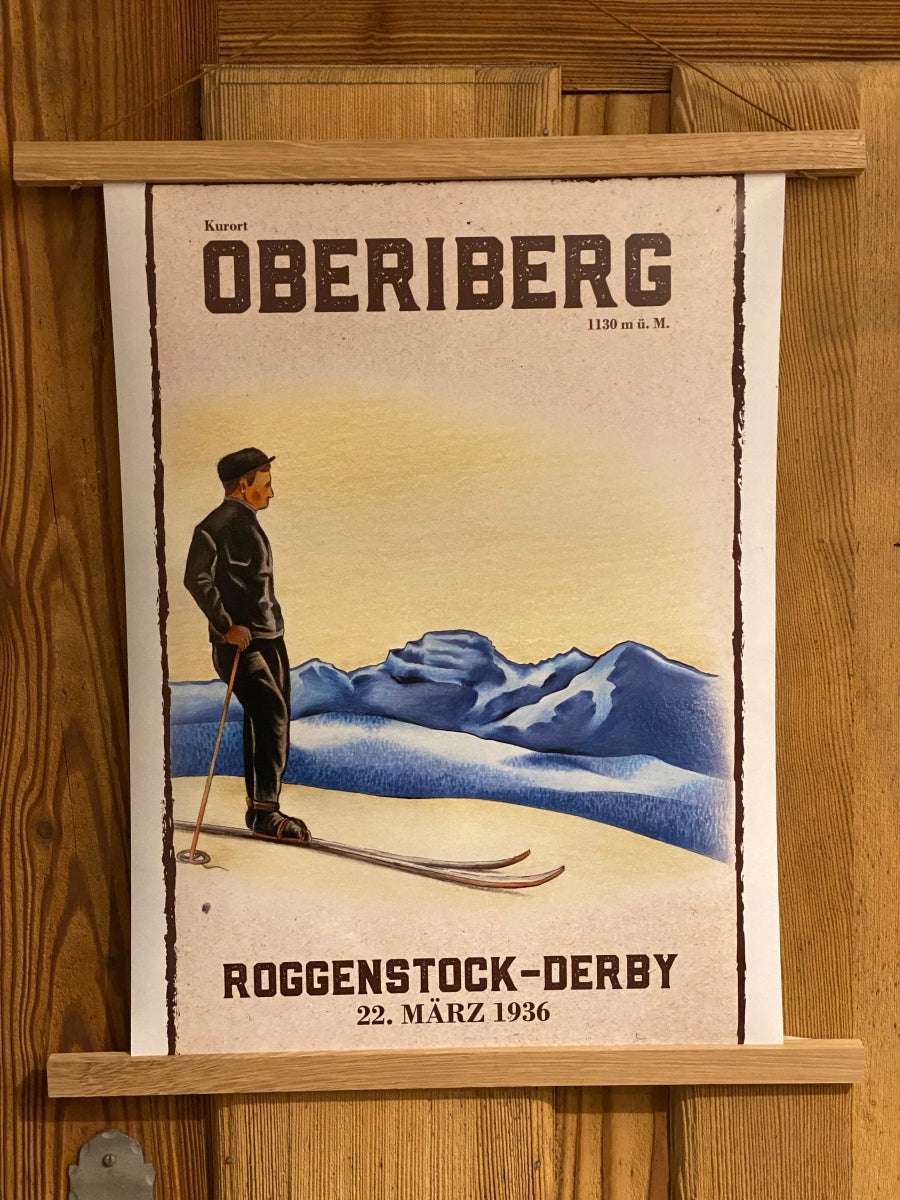 Kurort
OBERIBERG
1130 m ü. M.
ROGGENSTOCK-DERBY
22. MÄRZ 1936